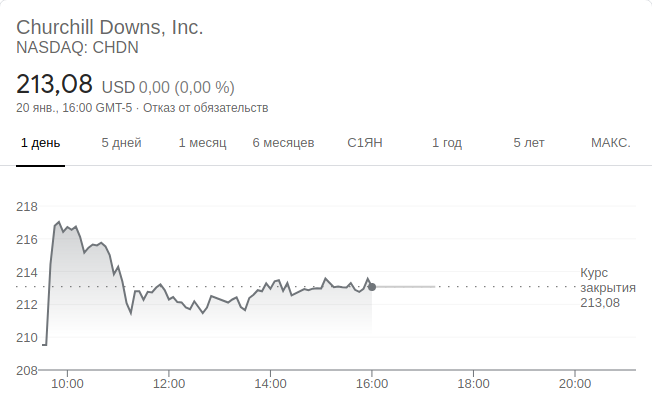 Churchill Downs, Inc.
NASDAQ: CHDN
213,08 USD 0,00 (0,00 %)
20 янв., 16:00 GMT-5 · Отказ от обязательств
1 день 5 дней 1 месяц 6 месяцев С1ЯН 1 год 5 лет МАКС.
218
216
214
212
210
208
Курс
закрытия
213,08
10:00 12:00 14:00 16:00 18:00 20:00